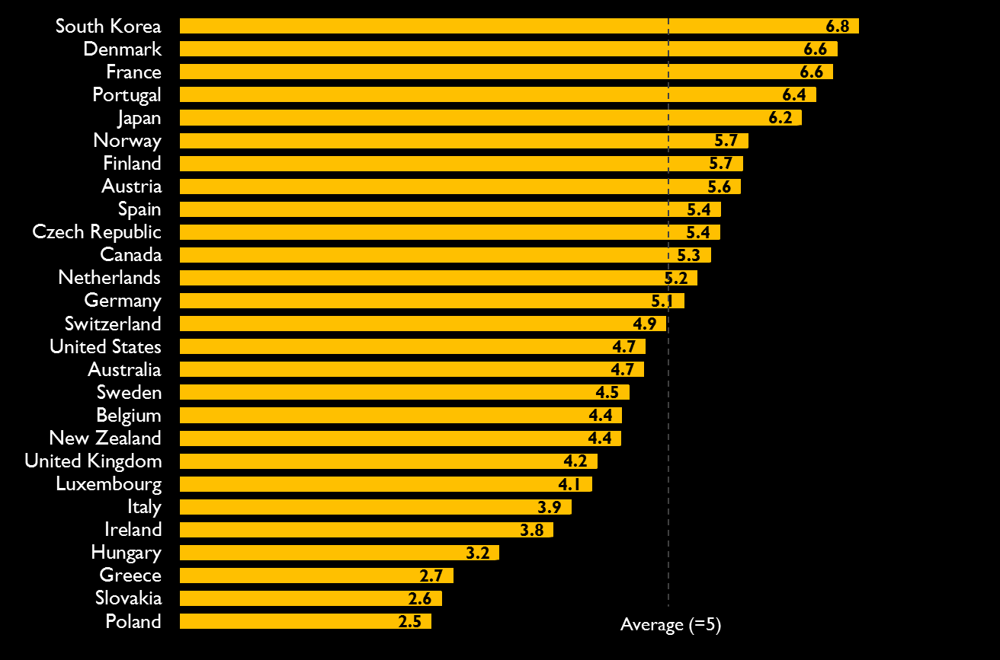 South Korea 6.8
Denmark 6.6
France 6.6
Portugal 6.4
Japan 6.2
Norway 5.7
Finland 5.7
Austria 5.6
Spain 5.4
Czech Republic 5.4
Canada 5.3
Netherlands 5.2
Germany 5.1
Switzerland 4.9
United States 4.7
Australia 4.7
Sweden 4.5
Belgium 4.4
New Zealand 4.4
United Kingdom 4.2
Luxembourg 4.1
Italy 3.9
Ireland 3.8
Hungary 3.2
Greece 2.7
Slovakia 2.6
Poland 2.5
Average (=5)